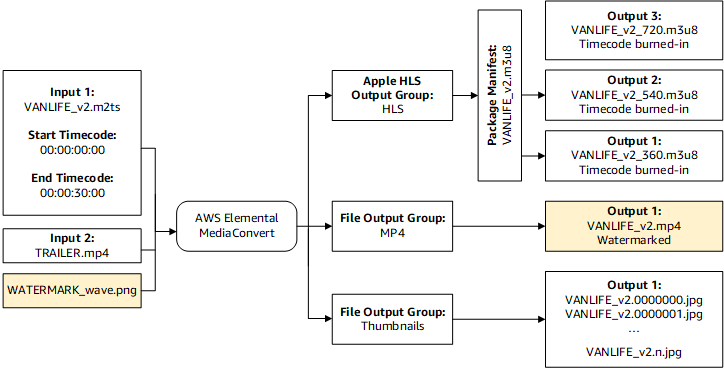 Input 1:
VANLIFE_v2.m2ts
Start Timecode:
00:00:00:00
End Timecode:
00:00:30:00
Input 2:
TRAILER.mp4
WATERMARK_wave.png
AWS Elemental
MediaConvert
Apple HLS
Output Group:
HLS
Package Manifest:
VANLIFE_v2.m3u8
Output 3:
VANLIFE_v2_720.m3u8
Timecode burned-in
Output 2:
VANLIFE_v2_540.m3u8
Timecode burned-in
Output 1:
VANLIFE_v2_360.m3u8
Timecode burned-in
File Output Group:
MP4
Output 1:
VANLIFE_v2.mp4
Watermarked
File Output Group:
Thumbnails
Output 1:
VANLIFE_v2.0000000.jpg
VANLIFE_v2.0000001.jpg
...
VANLIFE_v2.n.jpg